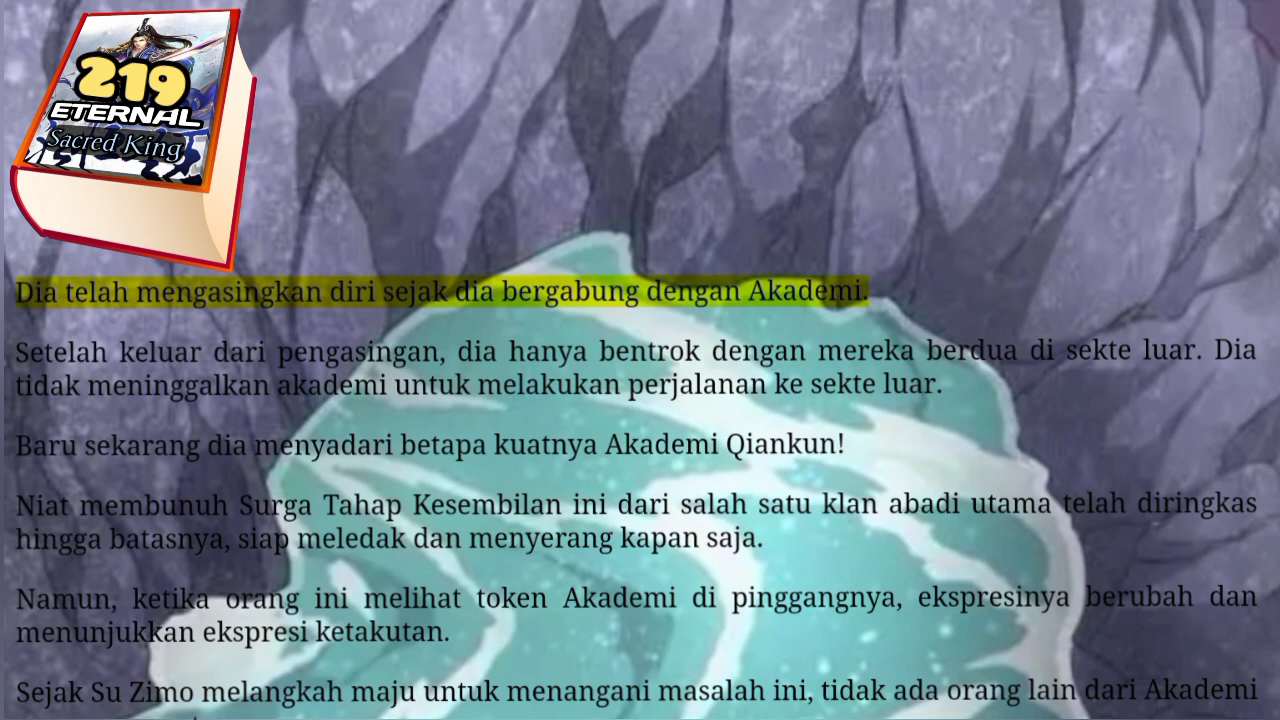 219
ETERNAL
Sacred King
Dia telah mengasingkan diri sejak dia bergabung dengan Akademi.
Setelah keluar dari pengasingan, dia hanya bentrok dengan mereka berdua di sekte luar. Dia
tidak meninggalkan akademi untuk melakukan perjalanan ke sekte luar.
Baru sekarang dia menyadari betapa kuatnya Akademi Qiankun!
Niat membunuh Surga Tahap Kesembilan ini dari salah satu klan abadi utama telah diringkas
hingga batasnya, siap meledak dan menyerang kapan saja.
Namun, ketika orang ini melihat token Akademi di pinggangnya, ekspresinya berubah dan
menunjukkan ekspresi ketakutan.
Sejak Su Zimo melangkah maju untuk menangani masalah ini, tidak ada orang lain dari Akademi